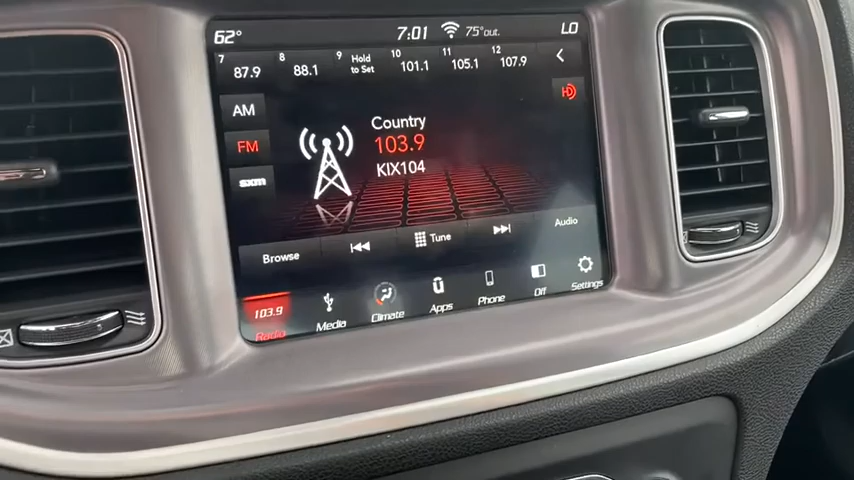 62° 7:01 75°out. LO
7 87.9 8 88.1 9 Hold to Set 10 101.1 11 105.1 12 107.9
AM
HD
Country
FM
103.9
KIX104
sxm
Browse Tune Audio
103.9
Radio Media Climate Apps Phone Off Settings